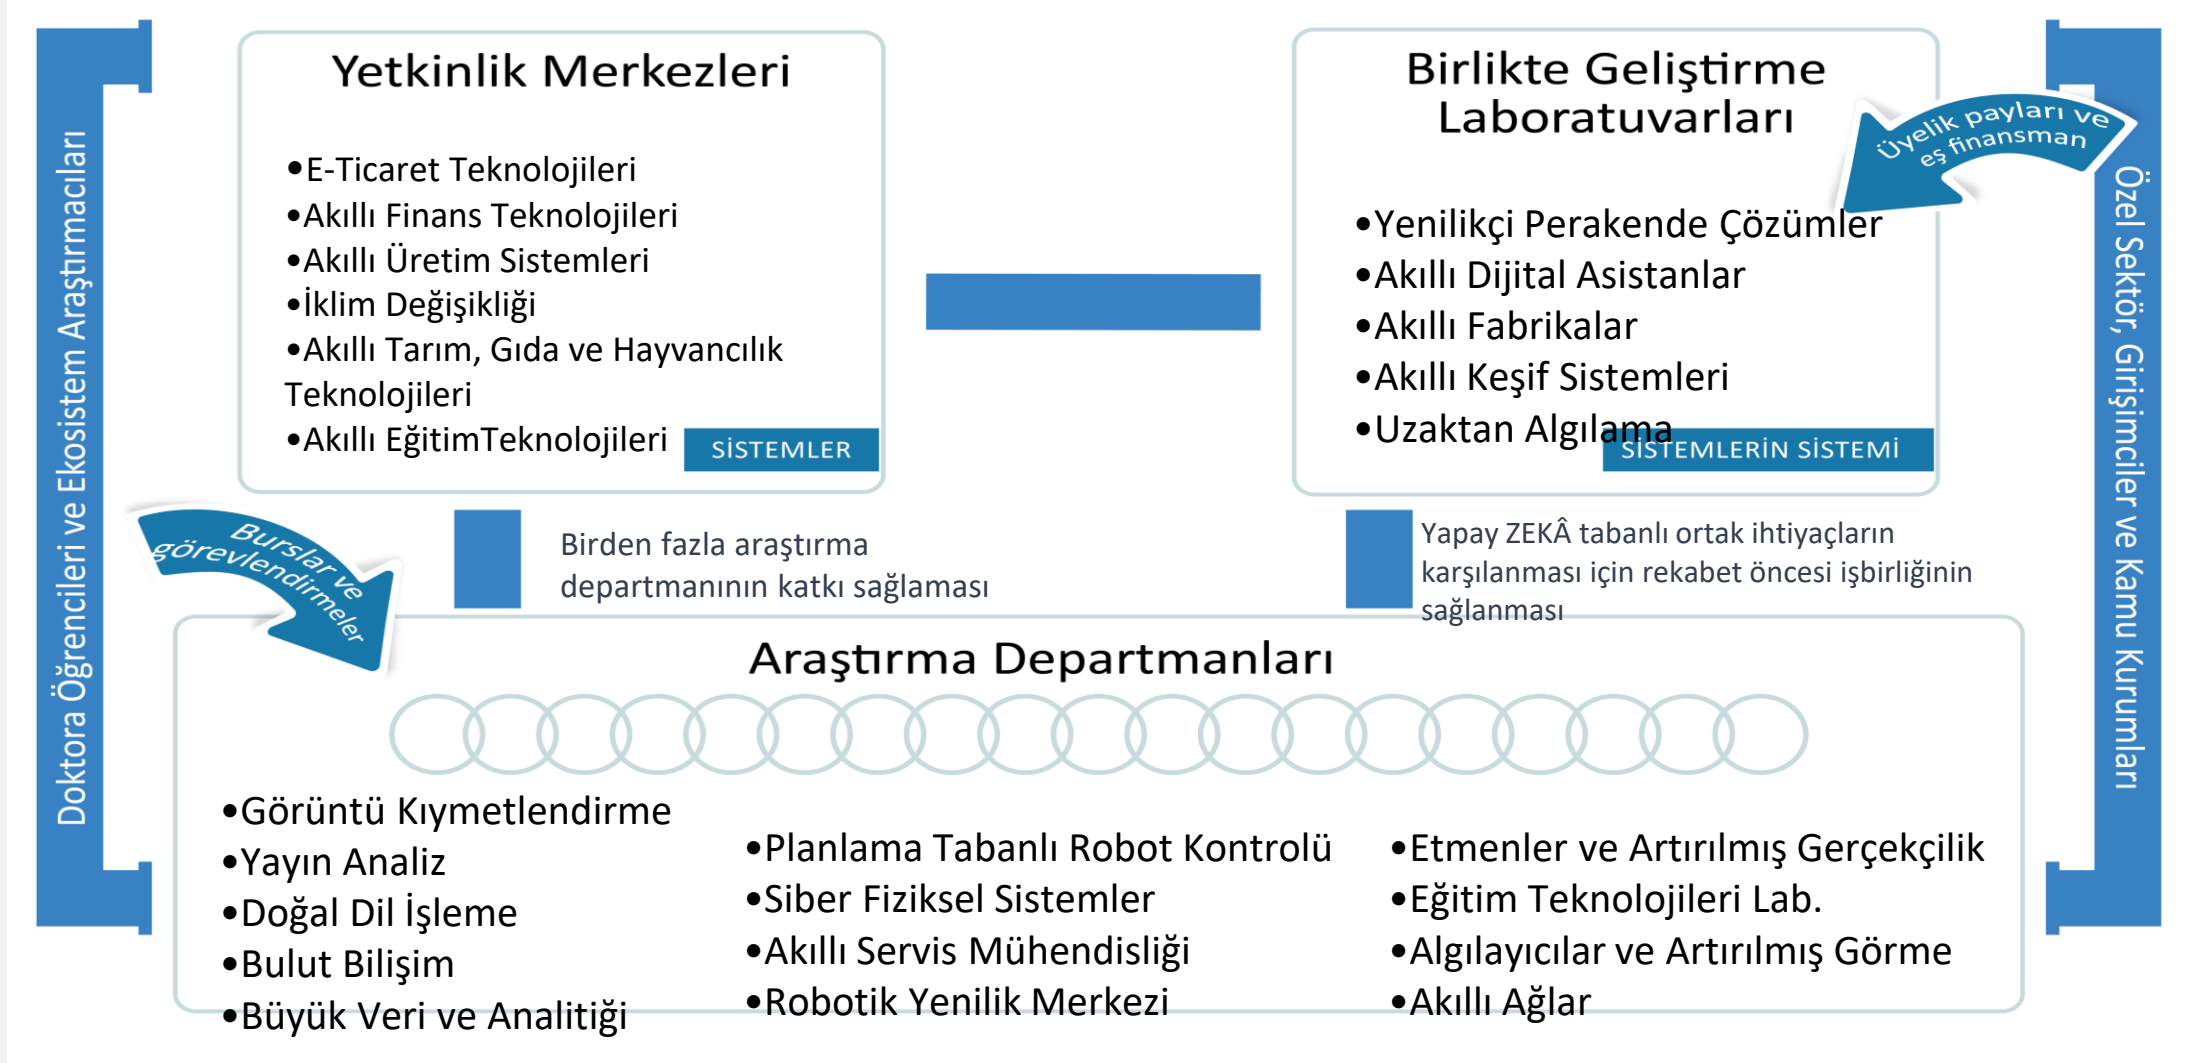 Doktora Öğrencileri ve Ekosistem Araştırmacıları
Yetkinlik Merkezleri
•E-Ticaret Teknolojileri
•Akıllı Finans Teknolojileri
•Akıllı Üretim Sistemleri
•İklim Değişikliği
•Akıllı Tarım, Gıda ve Hayvancılık
Teknolojileri
•Akıllı EğitimTeknolojileri
SİSTEMLER
Birlikte Geliştirme
Laboratuvarları
•Yenilikçi Perakende Çözümler
•Akıllı Dijital Asistanlar
•Akıllı Fabrikalar
•Akıllı Keşif Sistemleri
•Uzaktan Algılama
SİSTEMLERİN SİSTEMİ
Üyelik payları ve
eş finansman
Özel Sektör, Girişimciler ve Kamu Kurumları
Burslar ve
görevlendirmeler
Birden fazla araştırma
departmanının katkı sağlaması
Yapay ZEKÂ tabanlı ortak ihtiyaçların
karşılanması için rekabet öncesi işbirliğinin
sağlanması
Araştırma Departmanları
•Görüntü Kıymetlendirme
•Yayın Analiz
•Doğal Dil İşleme
•Bulut Bilişim
•Büyük Veri ve Analitiği
•Planlama Tabanlı Robot Kontrolü
•Siber Fiziksel Sistemler
•Akıllı Servis Mühendisliği
•Robotik Yenilik Merkezi
•Etmenler ve Artırılmış Gerçekçilik
•Eğitim Teknolojileri Lab.
•Algılayıcılar ve Artırılmış Görme
•Akıllı Ağlar